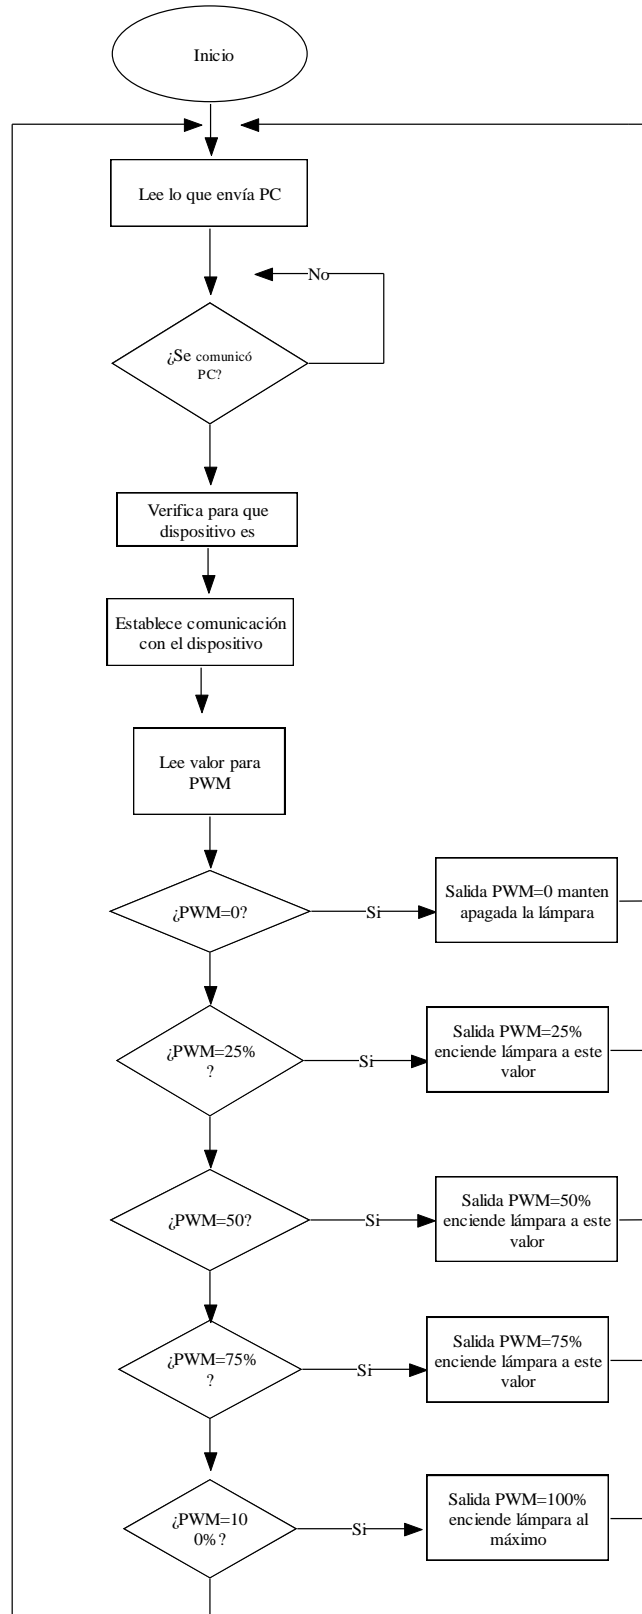 Inicio
Lee lo que envía PC
No
¿Se comunicó
PC?
Verifica para que
dispositivo es
Establece comunicación
con el dispositivo
Lee valor para
PWM
¿PWM=0?
Si
Salida PWM=0 manten
apagada la lámpara
¿PWM=25%
?
Si
Salida PWM=25%
enciende lámpara a este
valor
¿PWM=50?
Si
Salida PWM=50%
enciende lámpara a este
valor
¿PWM=75%
?
Si
Salida PWM=75%
enciende lámpara a este
valor
¿PWM=10
0%?
Si
Salida PWM=100%
enciende lámpara al
máximo